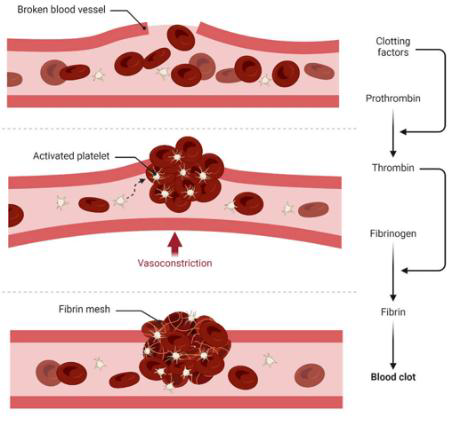 Broken blood vessel
Clotting
factors
Prothrombin
Activated platelet
Thrombin
Fibrinogen
Vasoconstriction
Fibrin mesh
Fibrin
Blood clot